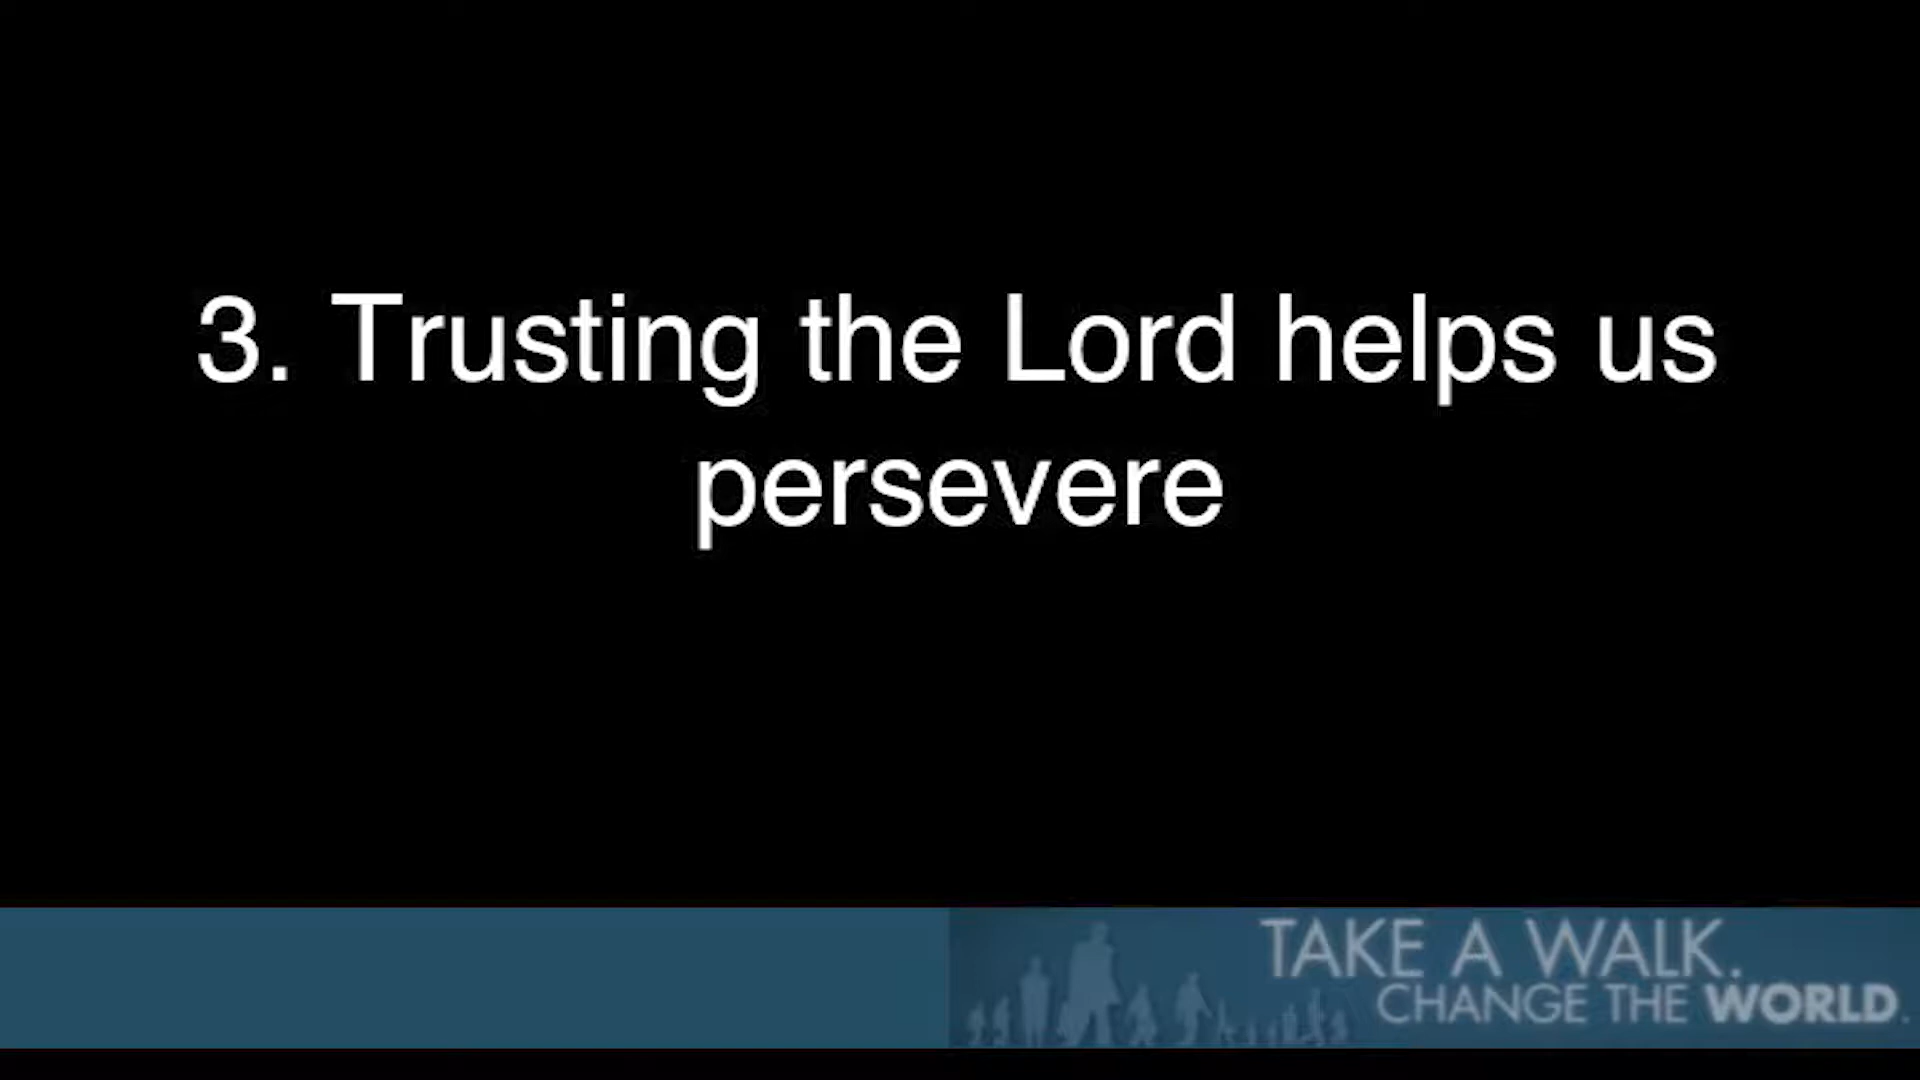 3. Trusting the Lord helps us
persevere
TAKE A WALK.
CHANGE THE WORLD.